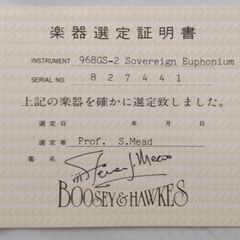 楽器選定証明書
INSTRUMENT 968GS-2 Sovereign Euphonium
SERIAL NO. 827441
上記の楽器を確かに選定致しました。
選定日 年 月 日
選定者 Prof. S.Mead
署名 Steven J. Mead
BOOSEY & HAWKES